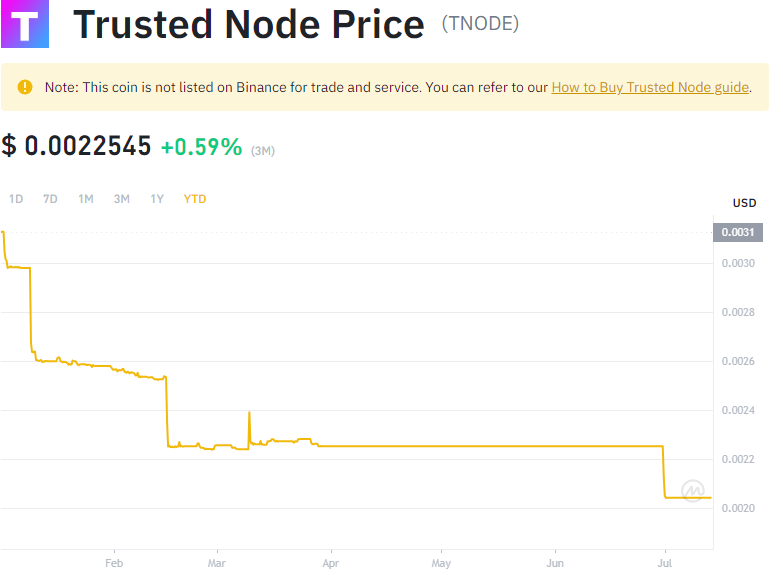 T
Trusted Node Price (TNODE)
! Note: This coin is not listed on Binance for trade and service. You can refer to our How to Buy Trusted Node guide.
$ 0.0022545 +0.59% (3M)
1D 7D 1M 3M 1Y YTD
USD
0.0031
0.0030
0.0028
0.0026
0.0024
0.0022
0.0020
Feb Mar Apr May Jun Jul